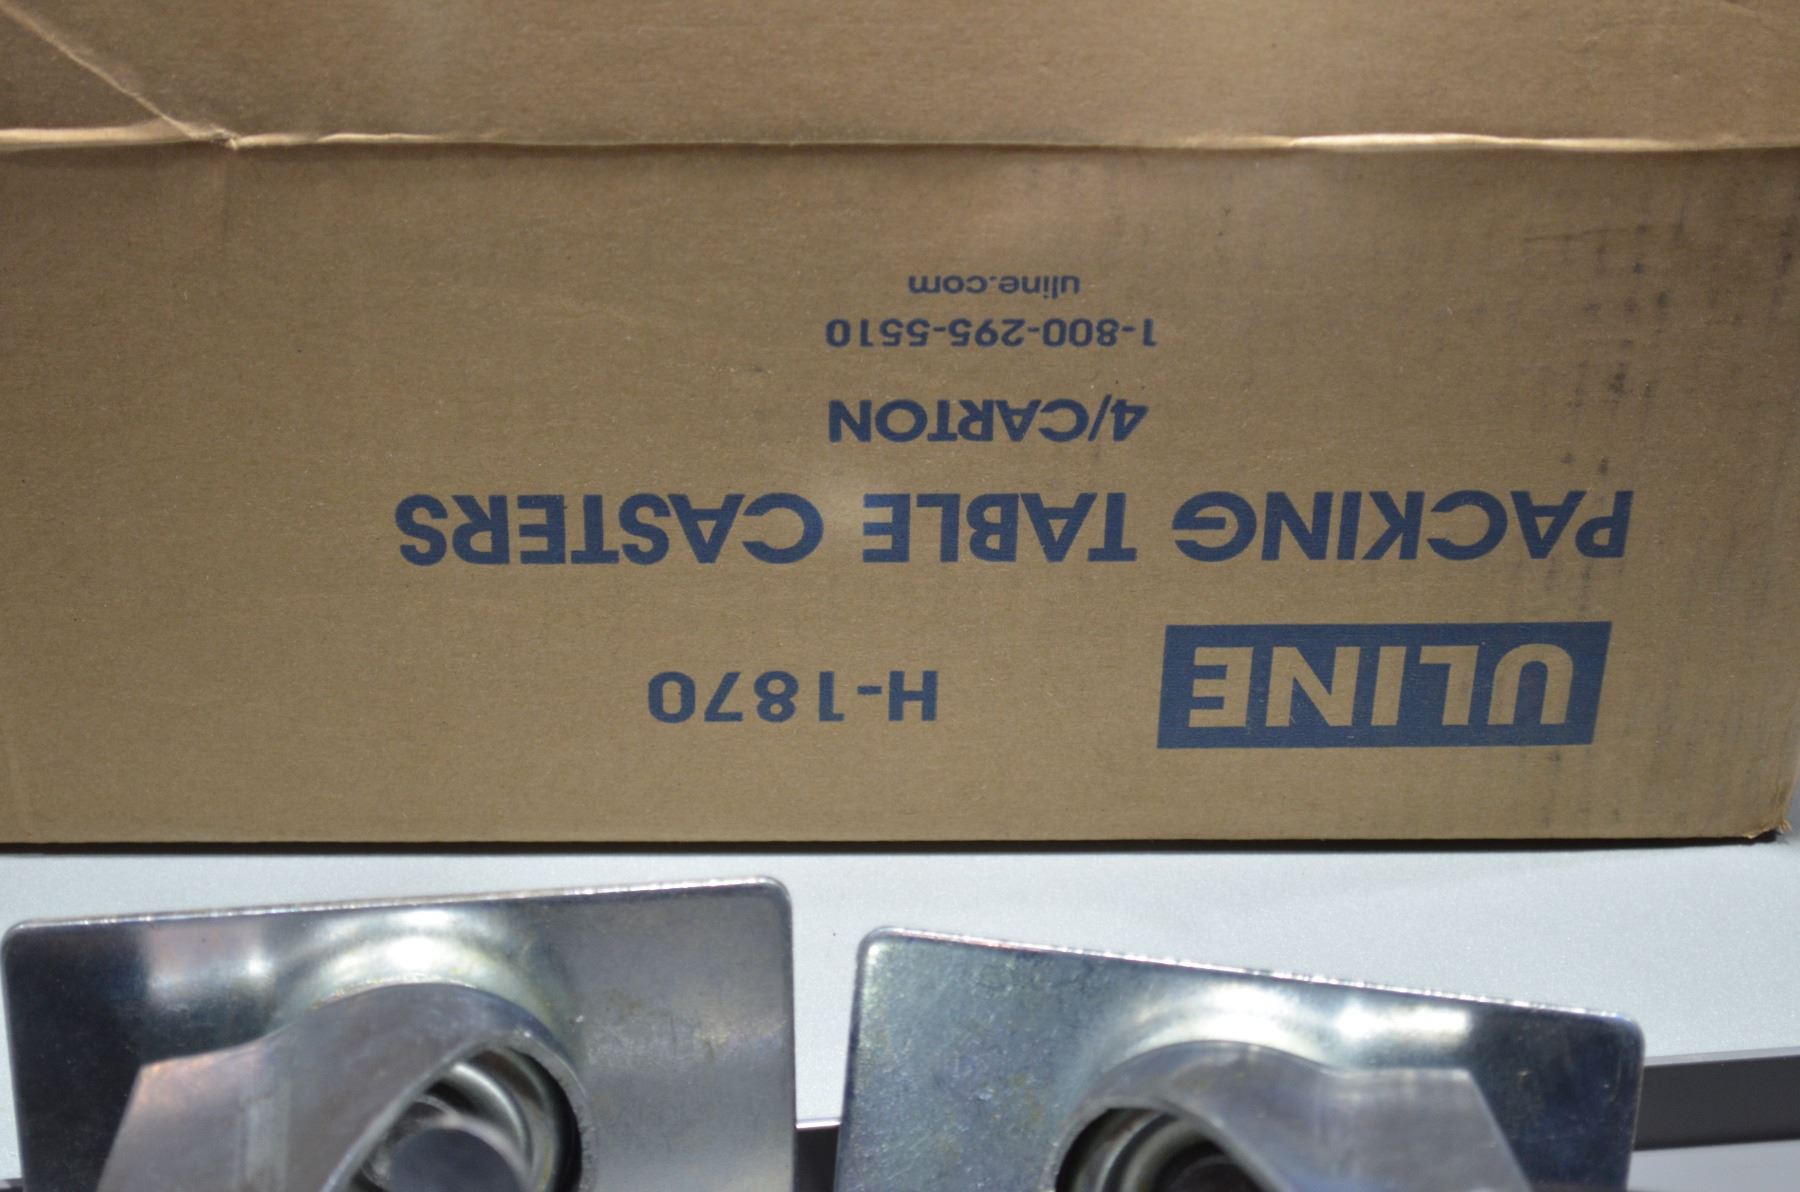 ULINE H-1870
PACKING TABLE CASTERS
4/CARTON
1-800-295-5510
uline.com